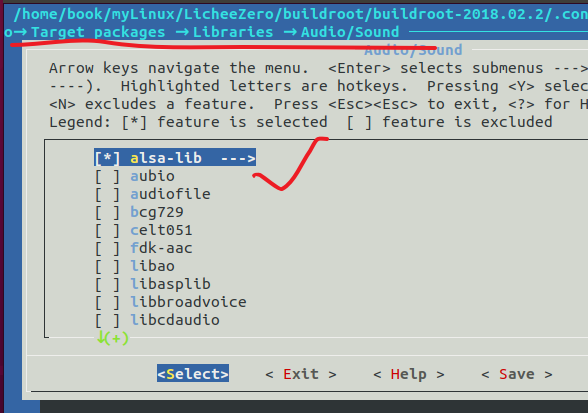 /home/book/myLinux/LicheeZero/buildroot/buildroot-2018.02.2/.con
o→Target packages →Libraries →Audio/Sound
Audio/Sound
Arrow keys navigate the menu.  <Enter> selects submenus --->
----).  Highlighted letters are hotkeys.  Pressing <Y> selec
<N> excludes a feature.  Press <Esc><Esc> to exit, <?> for H
Legend: [*] feature is selected  [ ] feature is excluded
[*] alsa-lib  --->
[ ] aubio
[ ] audiofile
[ ] bcg729
[ ] celt051
[ ] fdk-aac
[ ] libao
[ ] libasplib
[ ] libbroadvoice
[ ] libcdaudio
↓(+)
<Select>    < Exit >    < Help >    < Save >